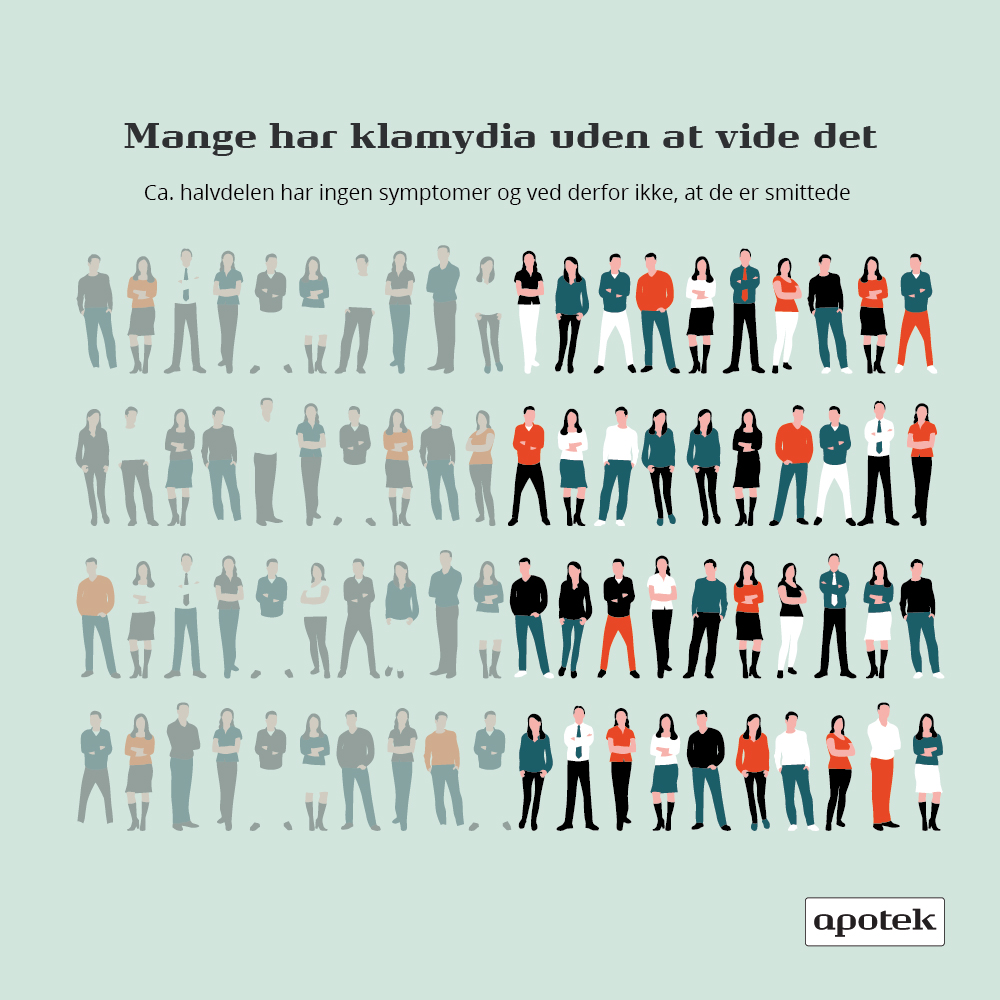 Mange har klamydia uden at vide det
Ca. halvdelen har ingen symptomer og ved derfor ikke, at de er smittede
apotek